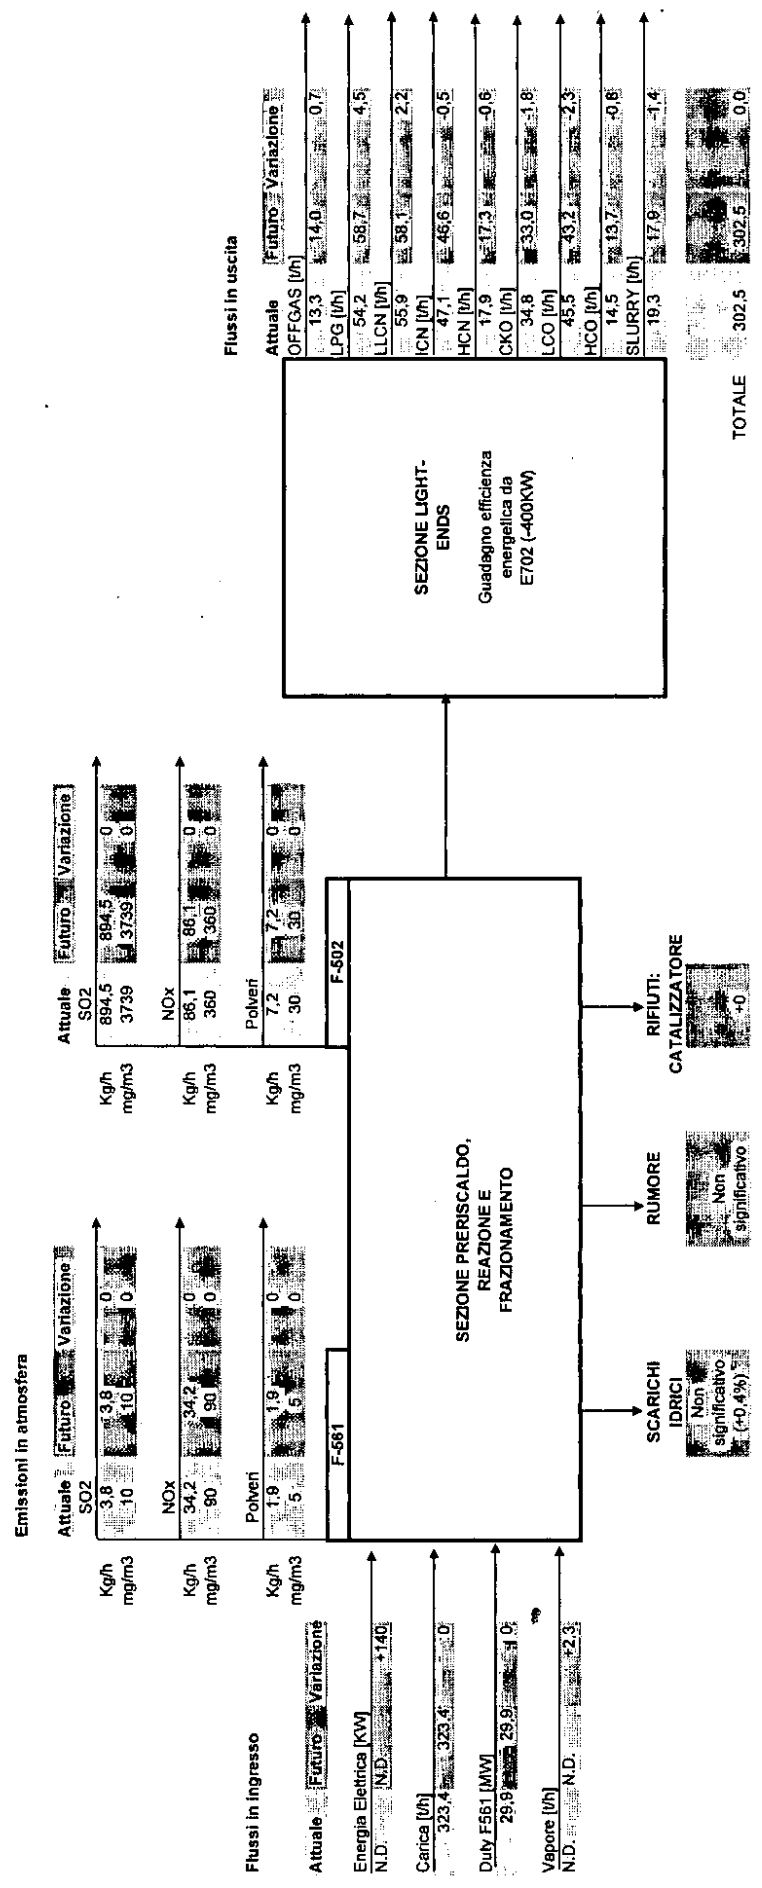 Emissioni in atmosfera
Attuale Futuro Variazione
SO2
Kg/h 3,8 3,8 0
mg/m3 10 10 0
NOx
Kg/h 34,2 34,2 0
mg/m3 90 90 0
Polveri
Kg/h 1,9 1,9 0
mg/m3 5 5 0
F-561
Attuale Futuro Variazione
SO2
Kg/h 894,5 894,5 0
mg/m3 3739 3739 0
NOx
Kg/h 86,1 86,1 0
mg/m3 360 360 0
Polveri
Kg/h 7,2 7,2 0
mg/m3 30 30 0
F-502
Flussi in ingresso
Attuale Futuro Variazione
Energia Elettrica [KW]
N.D. N.D. +140
Carica [t/h]
323,4 323,4 0
Duty F561 [MW]
29,9 29,9 0
Vapore [t/h]
N.D. N.D. +2,3
SEZIONE PRERISCALDO,
REAZIONE E
FRAZIONAMENTO
SCARICHI
IDRICI
Non
significativo
(+0,4%)
RUMORE
Non
significativo
RIFIUTI:
CATALIZZATORE
+0
SEZIONE LIGHT-
ENDS
Guadagno efficienza
energetica da
E702 (-400KW)
Flussi in uscita
Attuale Futuro Variazione
OFFGAS [t/h]
13,3 14,0 0,7
LPG [t/h]
54,2 58,7 4,5
LLCN [t/h]
55,9 58,1 2,2
ICN [t/h]
47,1 46,6 -0,5
HCN [t/h]
17,9 17,3 -0,6
CKO [t/h]
34,8 33,0 -1,8
LCO [t/h]
45,5 43,2 -2,3
HCO [t/h]
14,5 13,7 -0,8
SLURRY [t/h]
19,3 17,9 -1,4
TOTALE 302,5 302,5 0,0